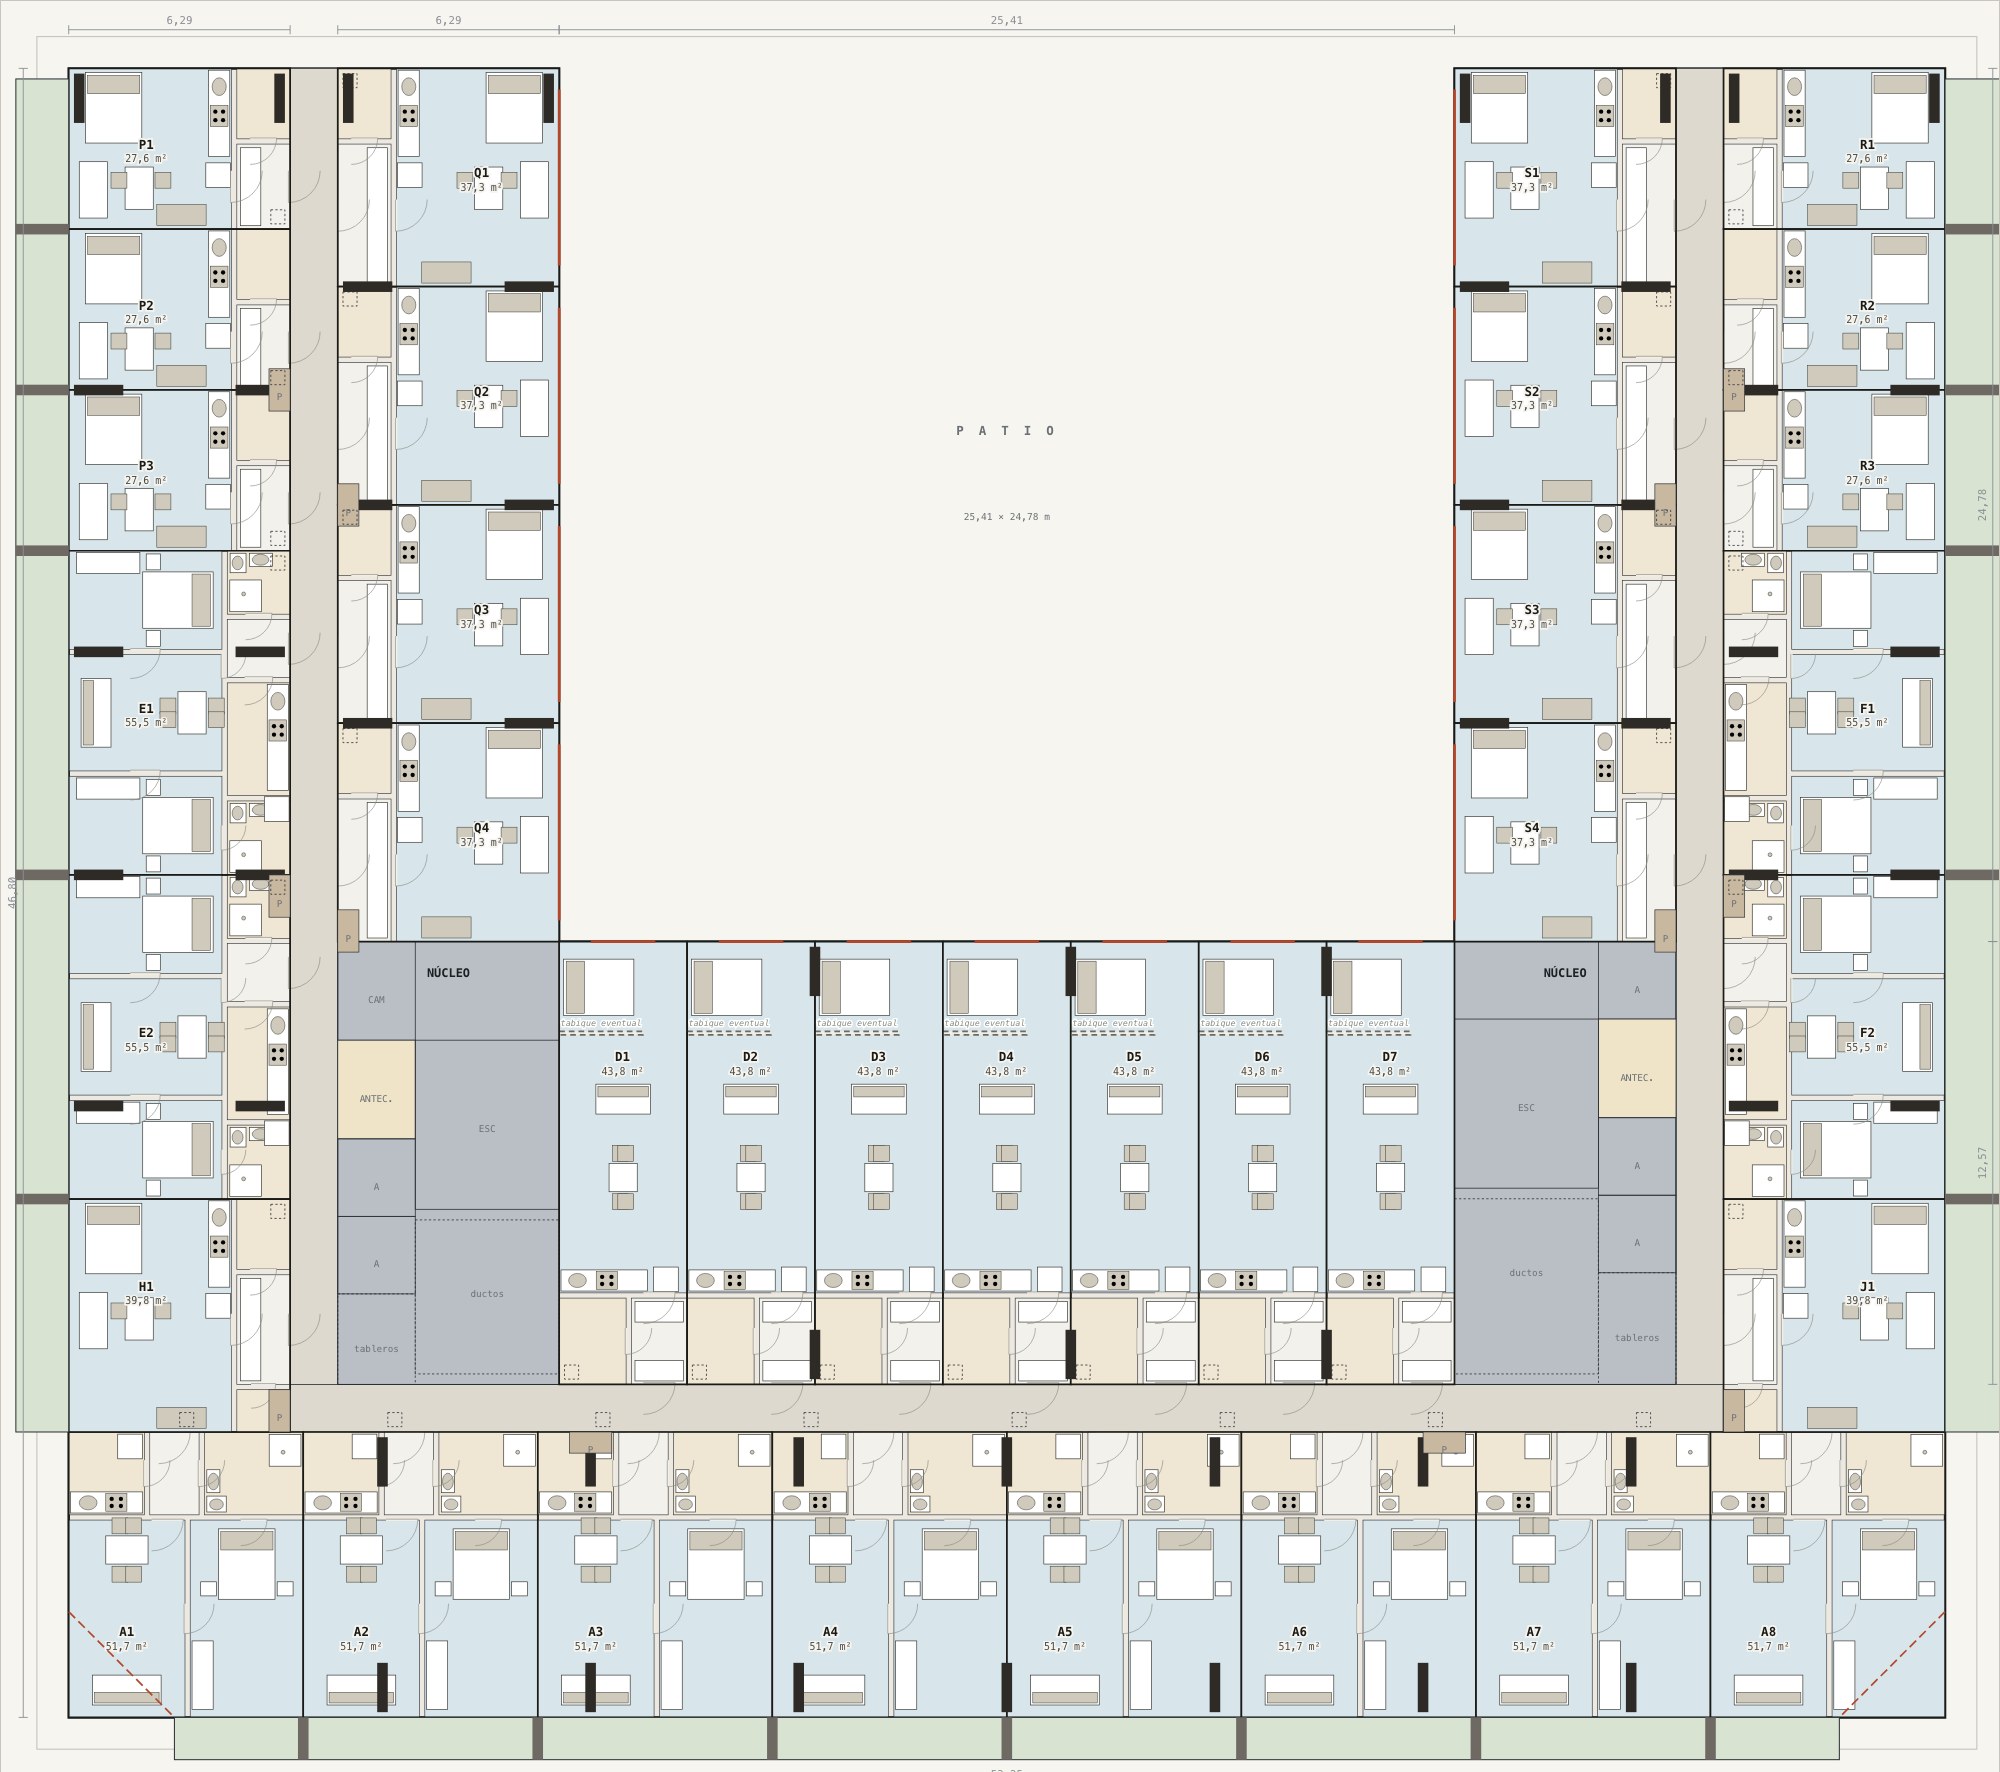 6,29
6,29
25,41
P1
27,6 m²
Q1
37,3 m²
S1
37,3 m²
R1
27,6 m²
P2
27,6 m²
Q2
37,3 m²
S2
37,3 m²
R2
27,6 m²
P
P
P A T I O
P3
27,6 m²
R3
27,6 m²
24,78
P
P
25,41 × 24,78 m
Q3
37,3 m²
S3
37,3 m²
E1
55,5 m²
F1
55,5 m²
Q4
37,3 m²
S4
37,3 m²
46,80
P
P
P
P
NÚCLEO
NÚCLEO
CAM
A
tabique eventual
tabique eventual
tabique eventual
tabique eventual
tabique eventual
tabique eventual
tabique eventual
E2
55,5 m²
D1
43,8 m²
D2
43,8 m²
D3
43,8 m²
D4
43,8 m²
D5
43,8 m²
D6
43,8 m²
D7
43,8 m²
F2
55,5 m²
ANTEC.
ANTEC.
ESC
ESC
12,57
A
A
A
A
H1
39,8 m²
J1
39,8 m²
ductos
ductos
tableros
tableros
P
P
P
P
A1
51,7 m²
A2
51,7 m²
A3
51,7 m²
A4
51,7 m²
A5
51,7 m²
A6
51,7 m²
A7
51,7 m²
A8
51,7 m²